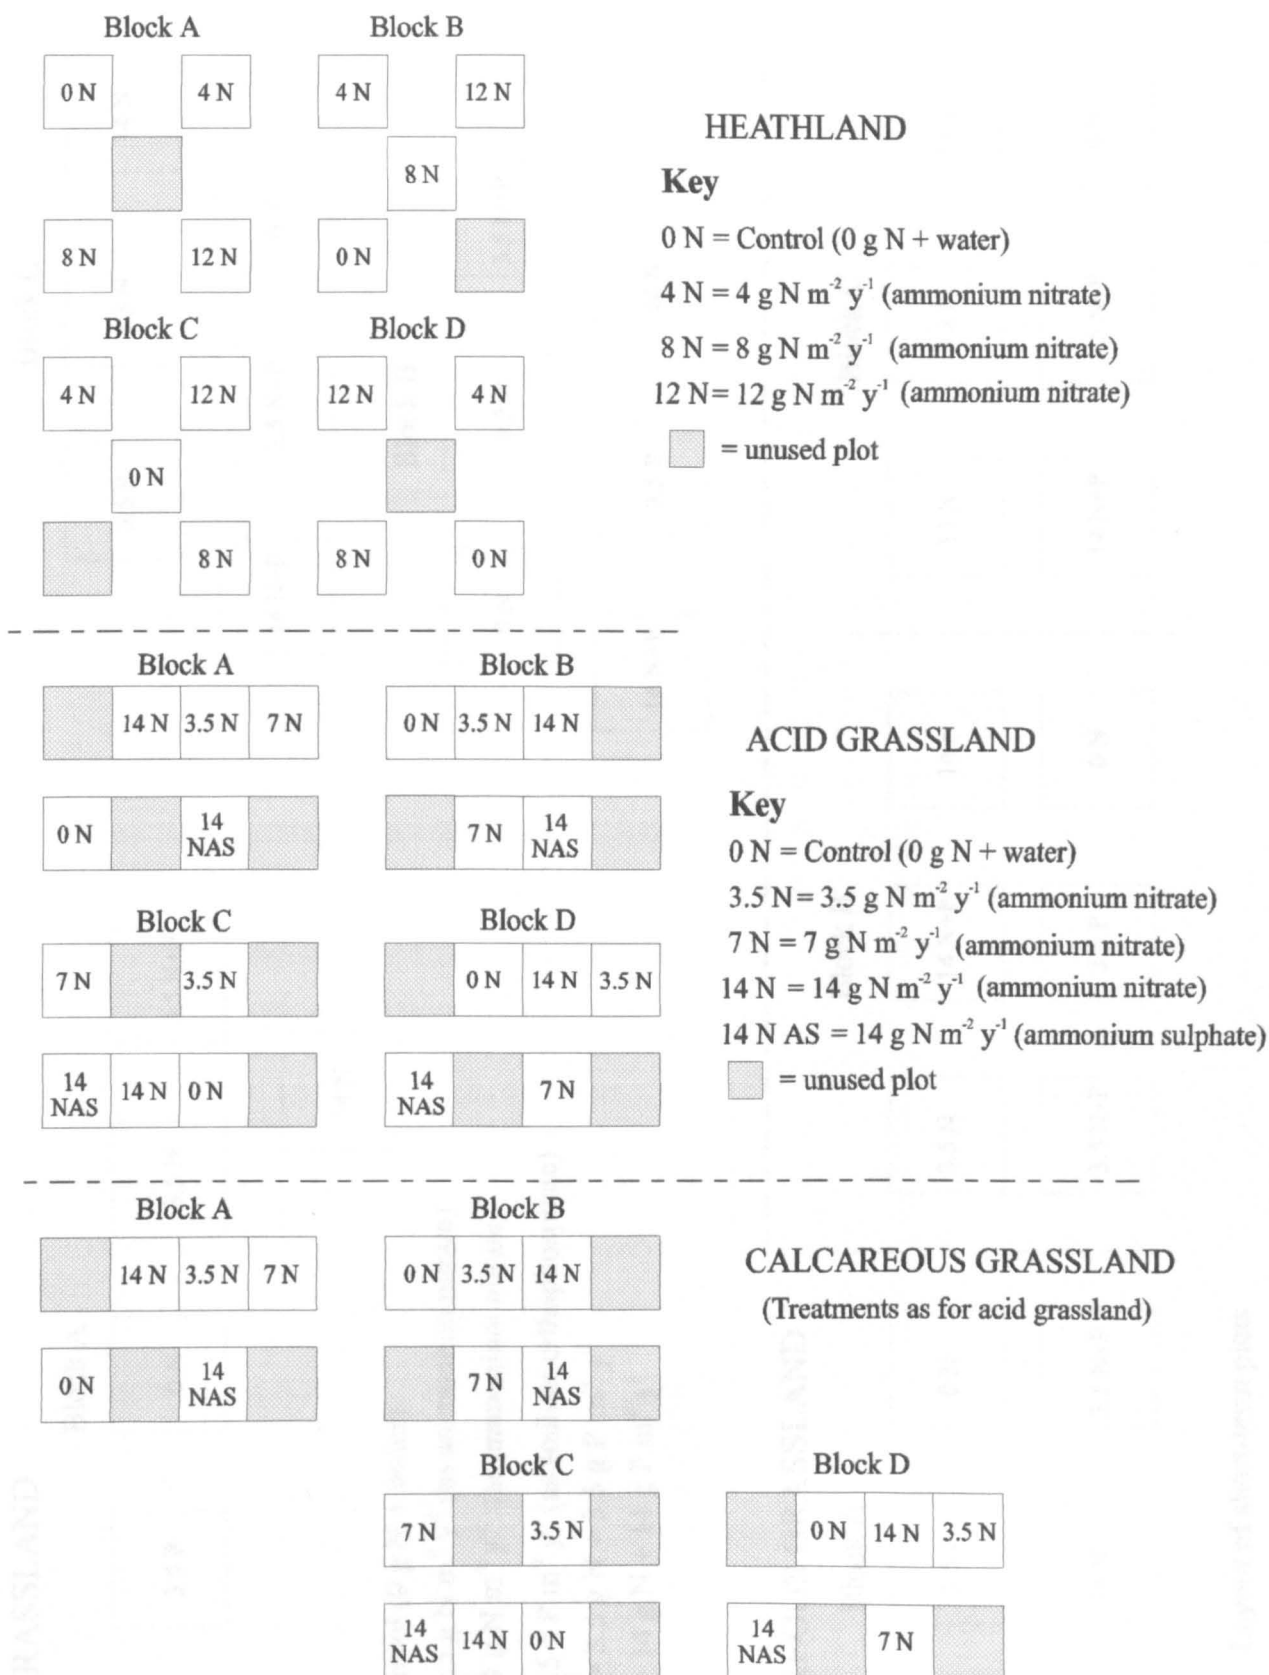 Block A Block B
0 N 4 N 4 N 12 N
8 N
8 N 12 N 0 N
Block C Block D
4 N 12 N 12 N 4 N
0 N
8 N 8 N 0 N
HEATHLAND
Key
0 N = Control (0 g N + water)
4 N = 4 g N m⁻² y⁻¹ (ammonium nitrate)
8 N = 8 g N m⁻² y⁻¹ (ammonium nitrate)
12 N= 12 g N m⁻² y⁻¹ (ammonium nitrate)
= unused plot
Block A Block B
14 N 3.5 N 7 N 0 N 3.5 N 14 N
0 N 14 NAS 7 N 14 NAS
Block C Block D
7 N 3.5 N 0 N 14 N 3.5 N
14 NAS 14 N 0 N 14 NAS 7 N
ACID GRASSLAND
Key
0 N = Control (0 g N + water)
3.5 N= 3.5 g N m⁻² y⁻¹ (ammonium nitrate)
7 N = 7 g N m⁻² y⁻¹ (ammonium nitrate)
14 N = 14 g N m⁻² y⁻¹ (ammonium nitrate)
14 N AS = 14 g N m⁻² y⁻¹ (ammonium sulphate)
= unused plot
Block A Block B
14 N 3.5 N 7 N 0 N 3.5 N 14 N
0 N 14 NAS 7 N 14 NAS
CALCAREOUS GRASSLAND
(Treatments as for acid grassland)
Block C Block D
7 N 3.5 N 0 N 14 N 3.5 N
14 NAS 14 N 0 N 14 NAS 7 N